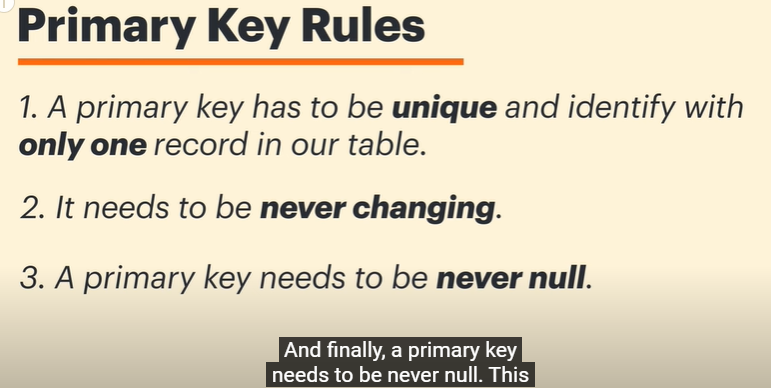 Primary Key Rules
1. A primary key has to be unique and identify with
only one record in our table.
2. It needs to be never changing.
3. A primary key needs to be never null.
And finally, a primary key
needs to be never null. This